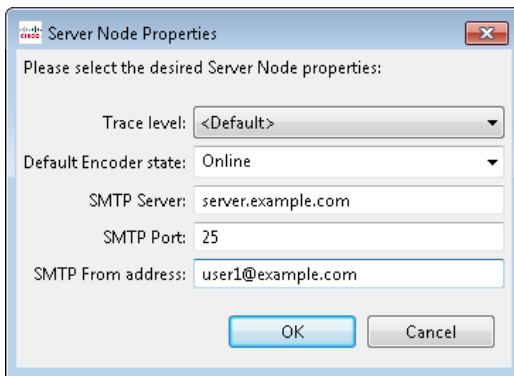 CISCO Server Node Properties
Please select the desired Server Node properties:
Trace level: <Default>
Default Encoder state: Online
SMTP Server: server.example.com
SMTP Port: 25
SMTP From address: user1@example.com
OK Cancel